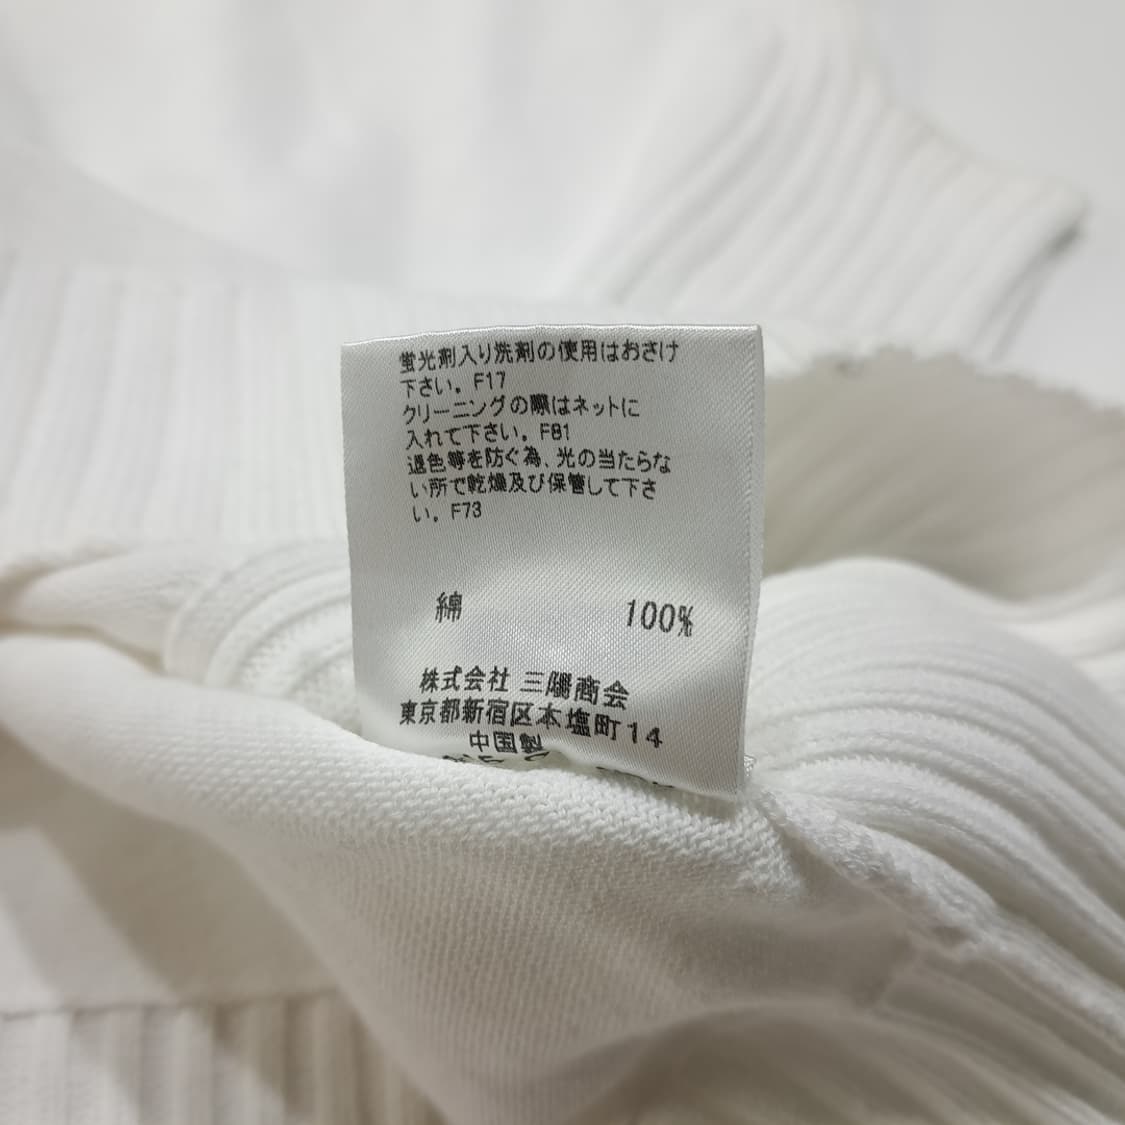 蛍光剤入り洗剤の使用はおさけ
下さい。F17
クリーニングの際はネットに
入れて下さい。F81
退色等を防ぐ為、光の当たらな
い所で乾燥及び保管して下さ
い。F73
綿 100%
株式会社 三陽商会
東京都新宿区本塩町14
中国製